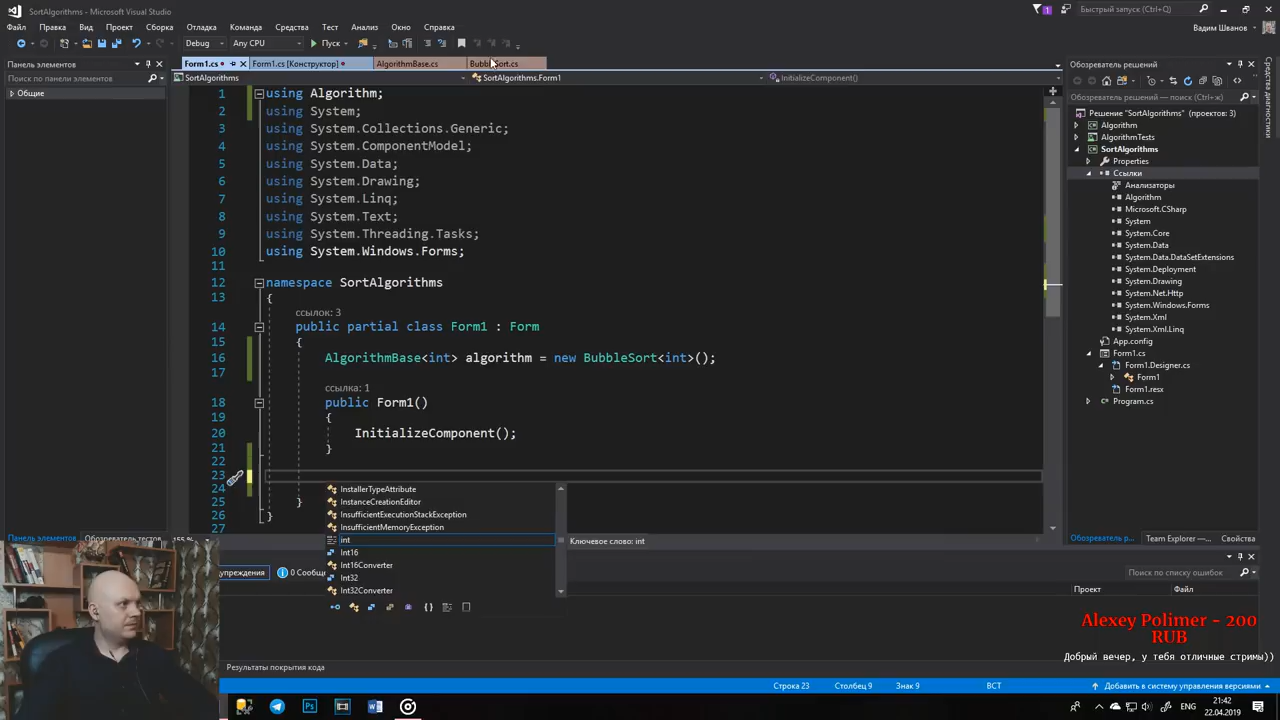 SortAlgorithms - Microsoft Visual Studio
1
Быстрый запуск (Ctrl+Q)
Файл Правка Вид Проект Сборка Отладка Команда Средства Тест Анализ Окно Справка
Вадим Шванов
Debug Any CPU Пуск
Панель элементов
Поиск по панели элементов
Общие
Панель элементов Обозреватель тестов
Form1.cs Form1.cs [Конструктор] AlgorithmBase.cs BubbleSort.cs
SortAlgorithms SortAlgorithms.Form1 InitializeComponent()
1 using Algorithm;
2 using System;
3 using System.Collections.Generic;
4 using System.ComponentModel;
5 using System.Data;
6 using System.Drawing;
7 using System.Linq;
8 using System.Text;
9 using System.Threading.Tasks;
10 using System.Windows.Forms;
11
12 namespace SortAlgorithms
13 {
ссылок: 3
14 public partial class Form1 : Form
15 {
16 AlgorithmBase<int> algorithm = new BubbleSort<int>();
17
ссылка: 1
18 public Form1()
19 {
20 InitializeComponent();
21 }
22
23
24
25 }
26 }
27
InstallerTypeAttribute
InstanceCreationEditor
InsufficientExecutionStackException
InsufficientMemoryException
int
Int16
Int16Converter
Int32
Int32Converter
Ключевое слово: int
155 %
упреждения 0 Сообще
Результаты покрытия кода
Обозреватель решений
Обозреватель решений — поиск (Ctrl+ж)
Решение "SortAlgorithms" (проектов: 3)
Algorithm
AlgorithmTests
SortAlgorithms
Properties
Ссылки
Анализаторы
Algorithm
Microsoft.CSharp
System
System.Core
System.Data
System.Data.DataSetExtensions
System.Deployment
System.Drawing
System.Net.Http
System.Windows.Forms
System.Xml
System.Xml.Linq
App.config
Form1.cs
Form1.Designer.cs
Form1
Form1.resx
Program.cs
Обозреватель р... Team Explorer —... Свойства
Средства диагностики
Поиск по списку ошибок
Проект Файл
Alexey Polimer - 200
RUB
Добрый вечер, у тебя отличные стримы))
Строка 23 Столбец 9 Знак 9 ВСТ
Добавить в систему управления версиями
ENG
21:42
22.04.2019